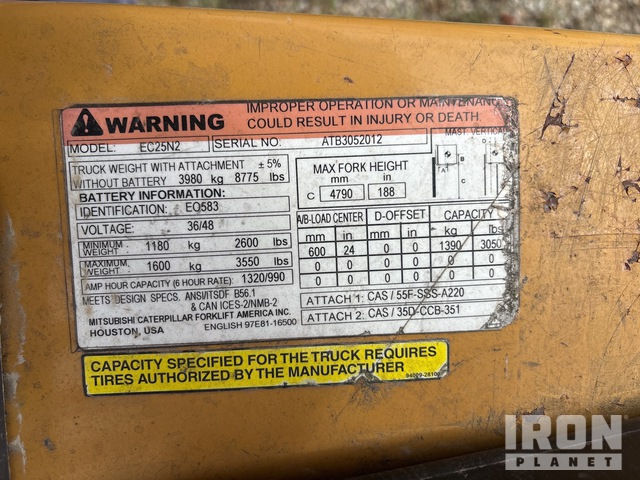 WARNING
IMPROPER OPERATION OR MAINTENANCE
COULD RESULT IN INJURY OR DEATH.
MODEL: EC25N2 SERIAL NO: ATB3052012
MAST VERTICAL
TRUCK WEIGHT WITH ATTACHMENT ± 5%
WITHOUT BATTERY 3980 kg 8775 lbs
BATTERY INFORMATION:
IDENTIFICATION: EO583
VOLTAGE: 36/48
MINIMUM WEIGHT 1180 kg 2600 lbs
MAXIMUM WEIGHT 1600 kg 3550 lbs
AMP HOUR CAPACITY (6 HOUR RATE): 1320/990
MEETS DESIGN SPECS. ANSI/ITSDF B56.1
& CAN ICES-2/NMB-2
MITSUBISHI CATERPILLAR FORKLIFT AMERICA INC.
HOUSTON, USA ENGLISH 97E81-16500
MAX FORK HEIGHT
mm in
C 4790 188
A B C
A/B-LOAD CENTER D-OFFSET CAPACITY
mm in mm in kg lbs
600 24 0 0 1390 3050
0 0 0 0 0 0
0 0 0 0 0 0
ATTACH 1: CAS / 55F-SSS-A220
ATTACH 2: CAS / 35D-CCB-351
CAPACITY SPECIFIED FOR THE TRUCK REQUIRES
TIRES AUTHORIZED BY THE MANUFACTURER
IRON
PLANET